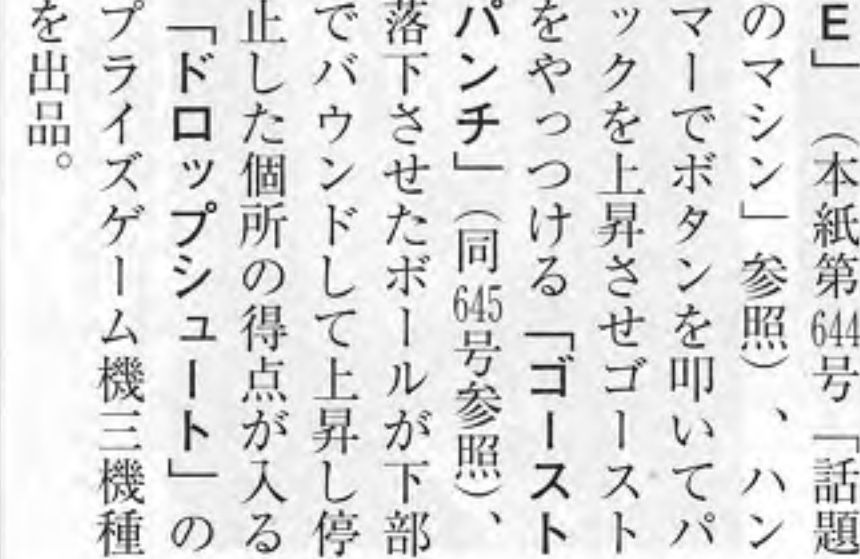 E」（本紙第644号「話題
のマシン」参照）、ハン
マーでボタンを叩いてパ
ックを上昇させゴースト
をやっつける「ゴースト
パンチ」（同645号参照）、
落下させたボールが下部
でバウンドして上昇し停
止した個所の得点が入る
「ドロップシュート」の
プライズゲーム機三機種
を出品。